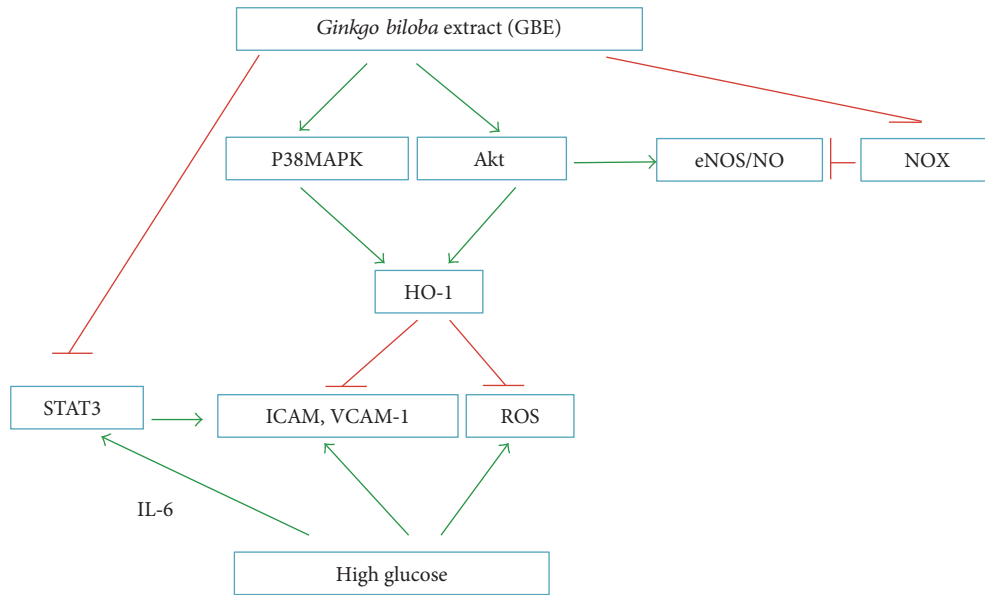 Ginkgo biloba extract (GBE)
P38MAPK
Akt
eNOS/NO
NOX
HO-1
STAT3
ICAM, VCAM-1
ROS
IL-6
High glucose